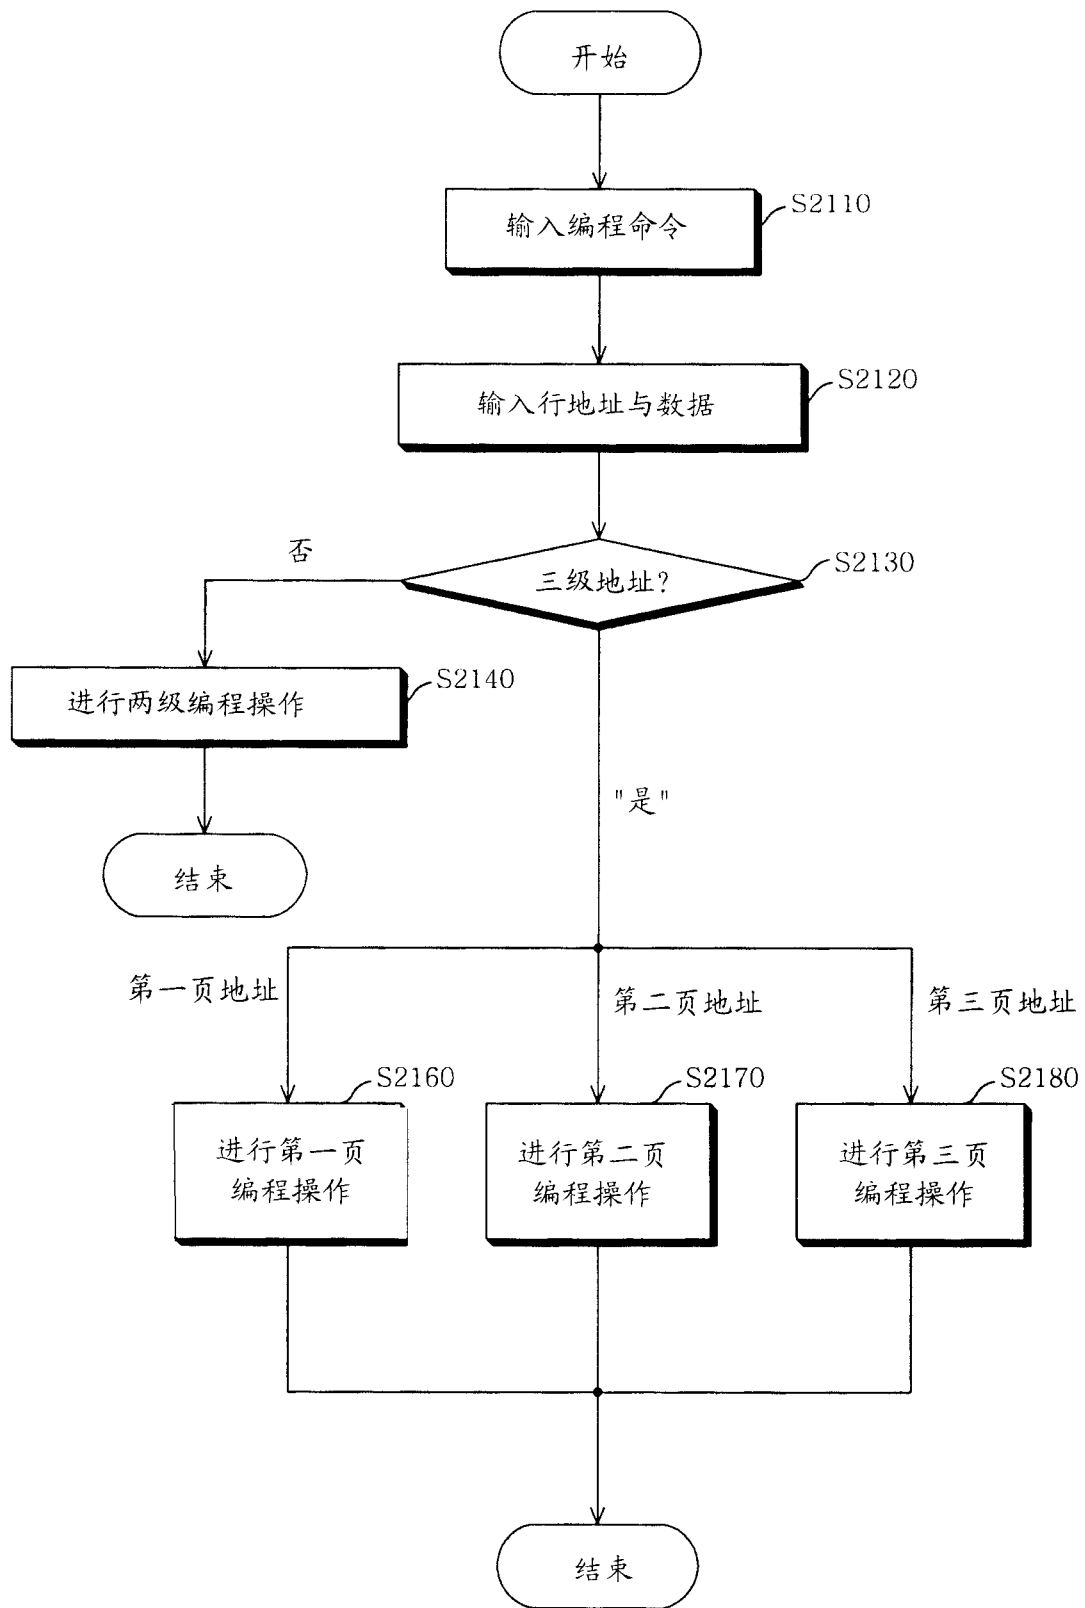 开始
S2110
输入编程命令
S2120
输入行地址与数据
否
S2130
三级地址?
S2140
进行两级编程操作
"是"
结束
第一页地址
第二页地址
第三页地址
S2160
S2170
S2180
进行第一页
编程操作
进行第二页
编程操作
进行第三页
编程操作
结束